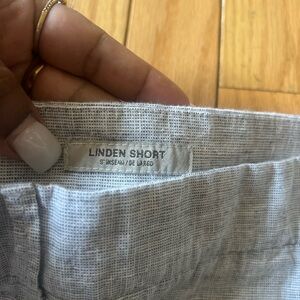 LINDEN SHORT
5" INSEAM / DE LARGO